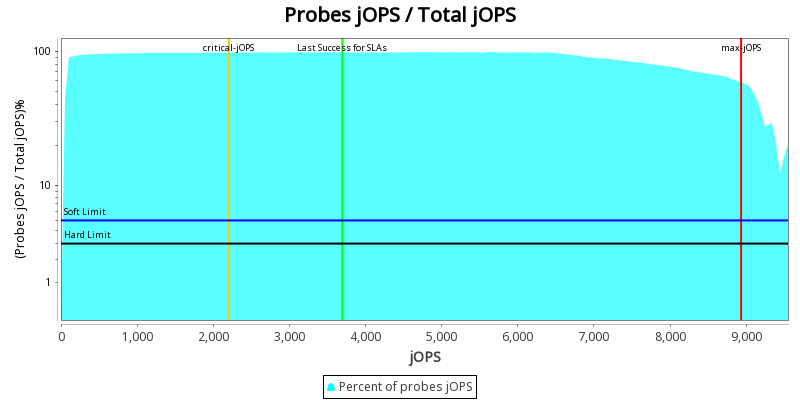 Probes jOPS / Total jOPS
(Probes jOPS / Total jOPS)%
100
10
1
critical-jOPS
Last Success for SLAs
max-jOPS
Soft Limit
Hard Limit
0
1,000
2,000
3,000
4,000
5,000
6,000
7,000
8,000
9,000
jOPS
Percent of probes jOPS